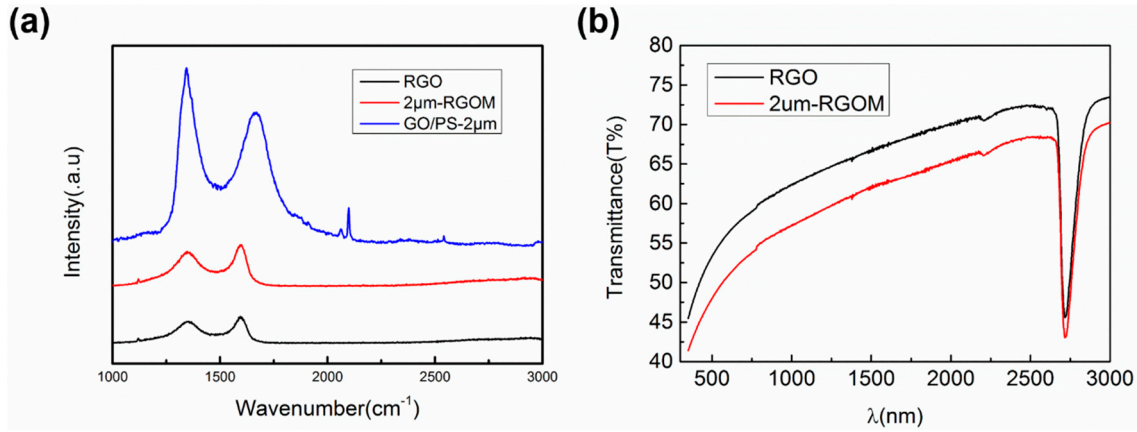 (a)
Intensity(.a.u)
RGO
2μm-RGOM
GO/PS-2μm
1000 1500 2000 2500 3000
Wavenumber(cm-1)
(b)
Transmittance(T%)
80
75
70
65
60
55
50
45
40
RGO
2um-RGOM
500 1000 1500 2000 2500 3000
λ(nm)